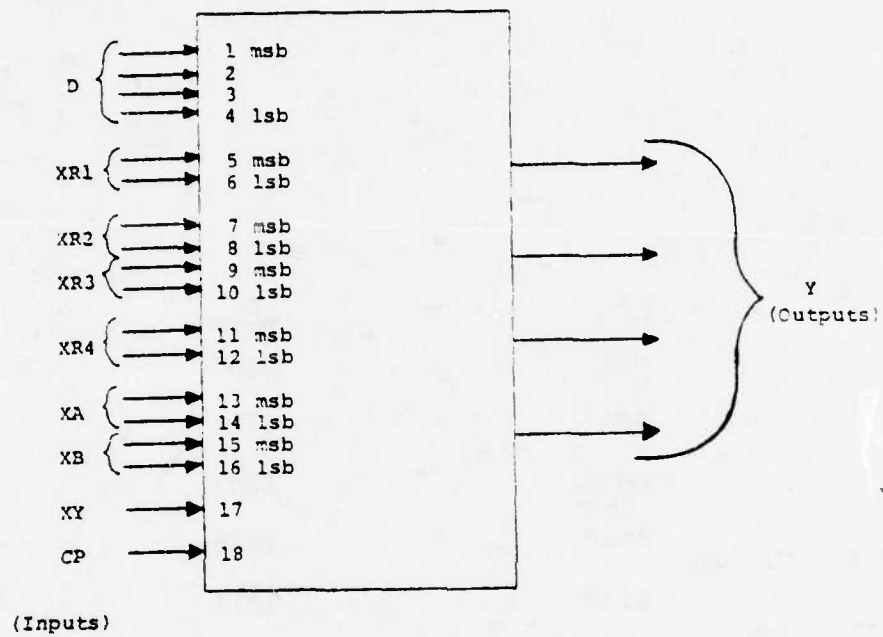 D
1 msb
2
3
4 lsb
XR1
5 msb
6 lsb
XR2
7 msb
8 lsb
XR3
9 msb
10 lsb
XR4
11 msb
12 lsb
XA
13 msb
14 lsb
XB
15 msb
16 lsb
XY
17
CP
18
(Inputs)
Y
(Outputs)